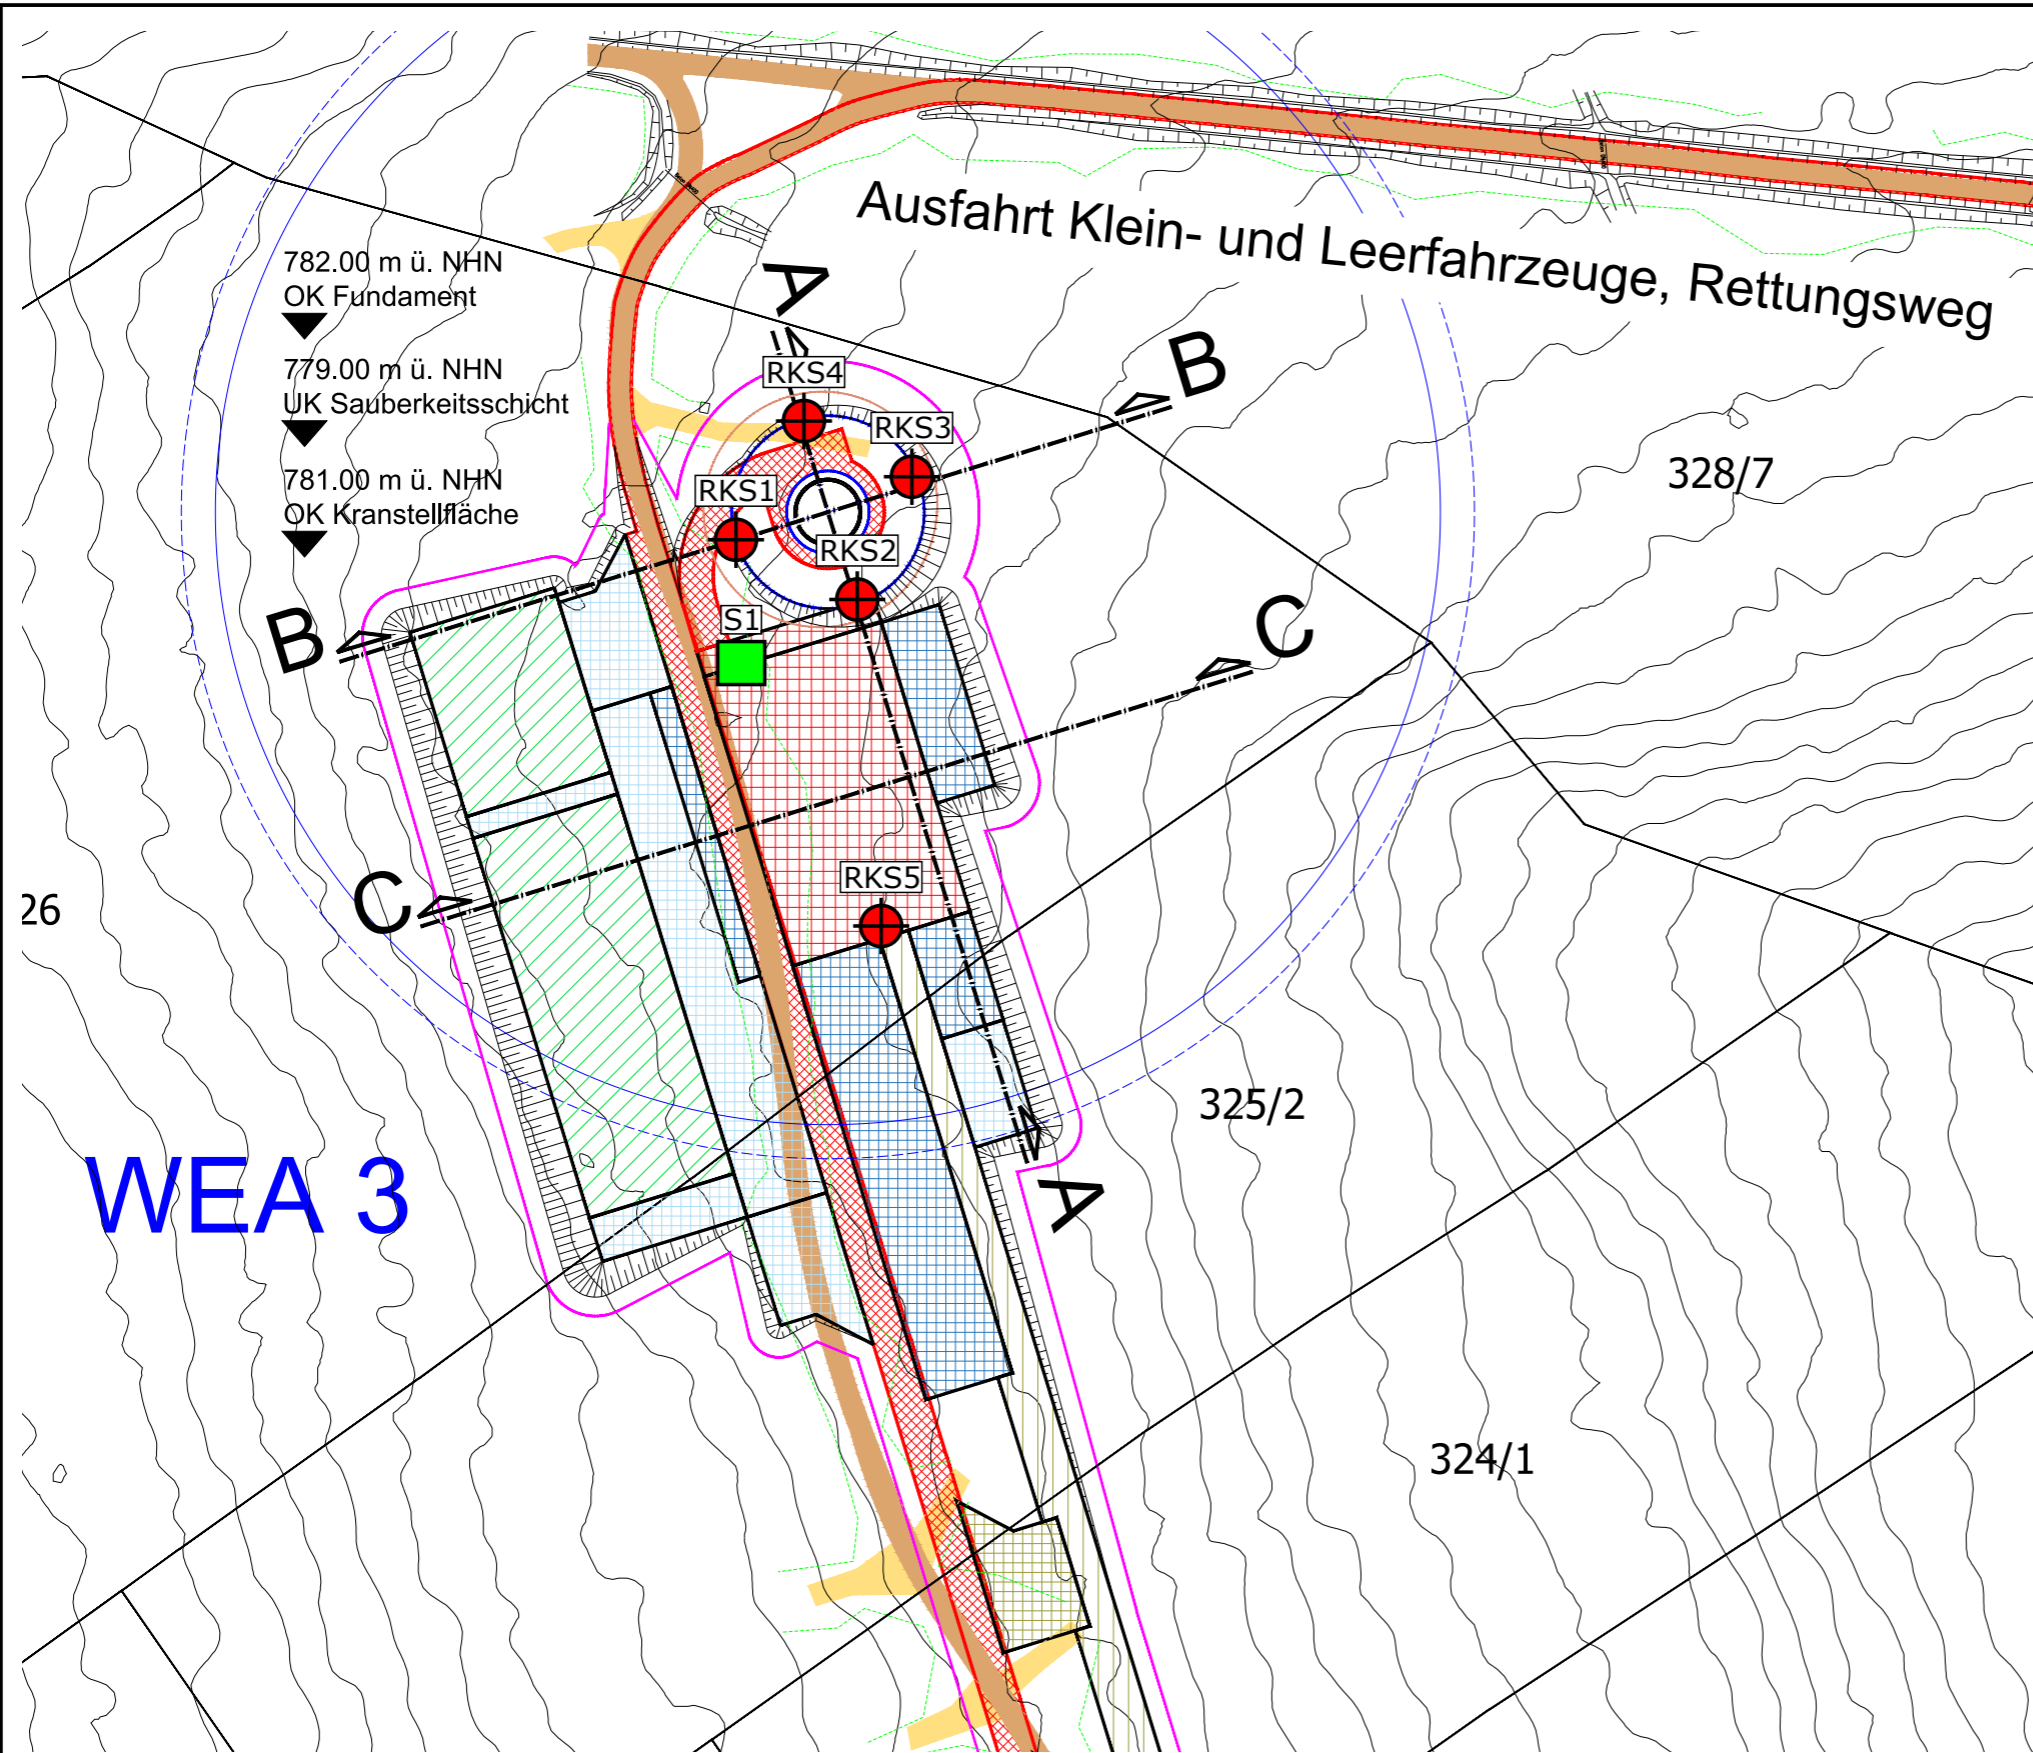 Ausfahrt Klein- und Leerfahrzeuge, Rettungsweg
782.00 m ü. NHN
OK Fundament
779.00 m ü. NHN
UK Sauberkeitsschicht
781.00 m ü. NHN
OK Kranstellfläche
A
B
RKS4
RKS3
RKS1
RKS2
328/7
B
S1
C
C
RKS5
26
325/2
WEA 3
A
324/1